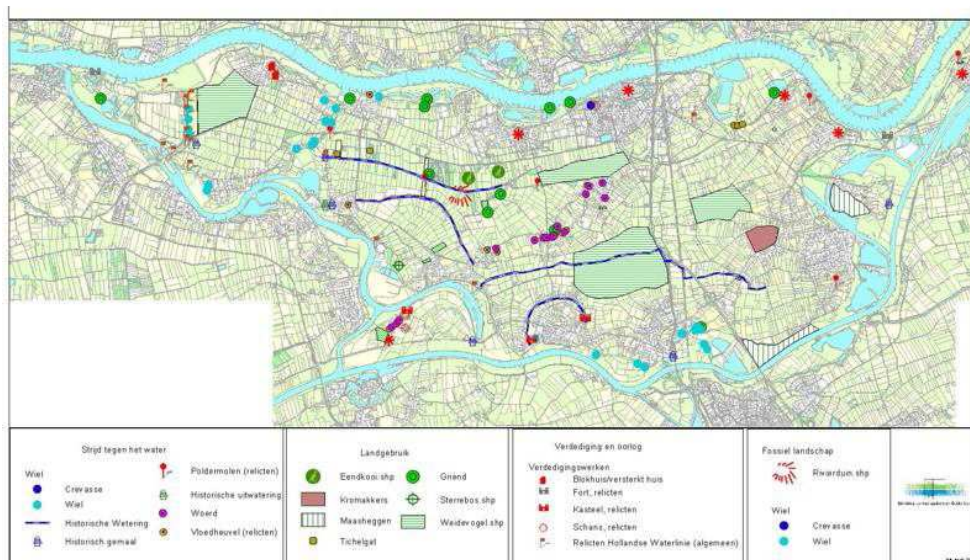 Strijd tegen het water
Wiel
Crevasse
Wiel
Historische Wetering
Historisch gemaal
Poldermolen (relicten)
Historische uitwatering
Woerd
Vloedheuvel (relicten)
Landgebruik
Eendkooi.shp
Kromakkers
Maasheggen
Tichelgat
Griend
Sterrebos.shp
Weidevogel.shp
Verdediging en oorlog
Verdedigingswerken
Blokhuis/versterkt huis
Fort, relicten
Kasteel, relicten
Schans, relicten
Relicten Hollandse Waterlinie (algemeen)
Fossiel landschap
Rivierduin.shp
Wiel
Crevasse
Wiel